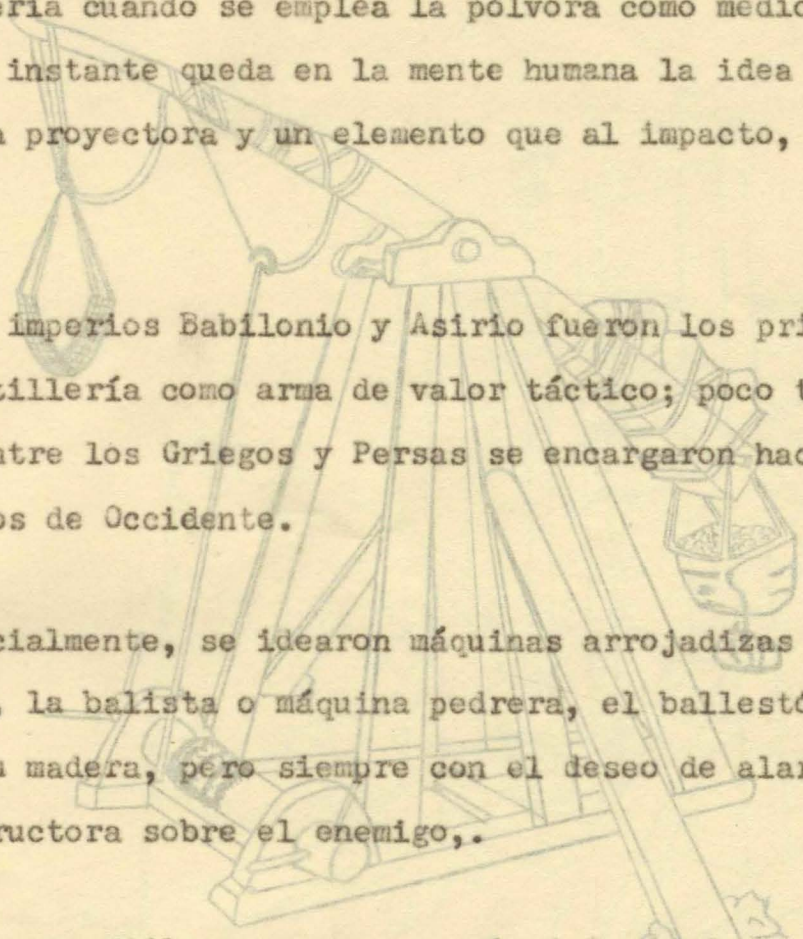 ería cuando se emplea la pólvora como medio
instante queda en la mente humana la idea
a proyectora y un elemento que al impacto,
imperios Babilonio y Asirio fueron los pri
tillería como arma de valor táctico; poco t
ntre los Griegos y Persas se encargaron hac
os de Occidente.
cialmente, se idearon máquinas arrojadizas
la balista o máquina pedrera, el ballestó
madera, pero siempre con el deseo de alar
ructora sobre el enemigo,.